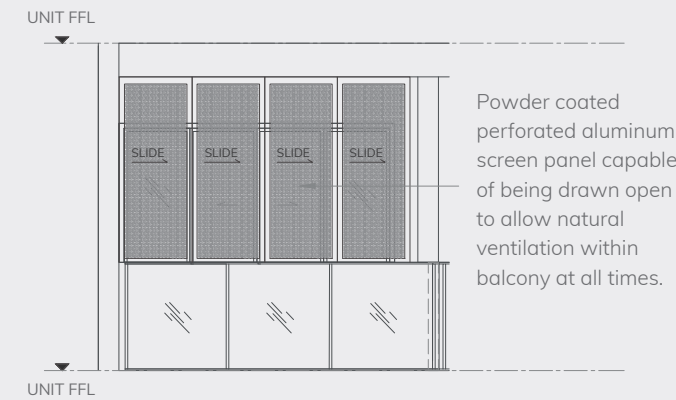 UNIT FFL
Powder coated
perforated aluminum
screen panel capable
of being drawn open
to allow natural
ventilation within
balcony at all times.
SLIDE SLIDE SLIDE SLIDE
UNIT FFL